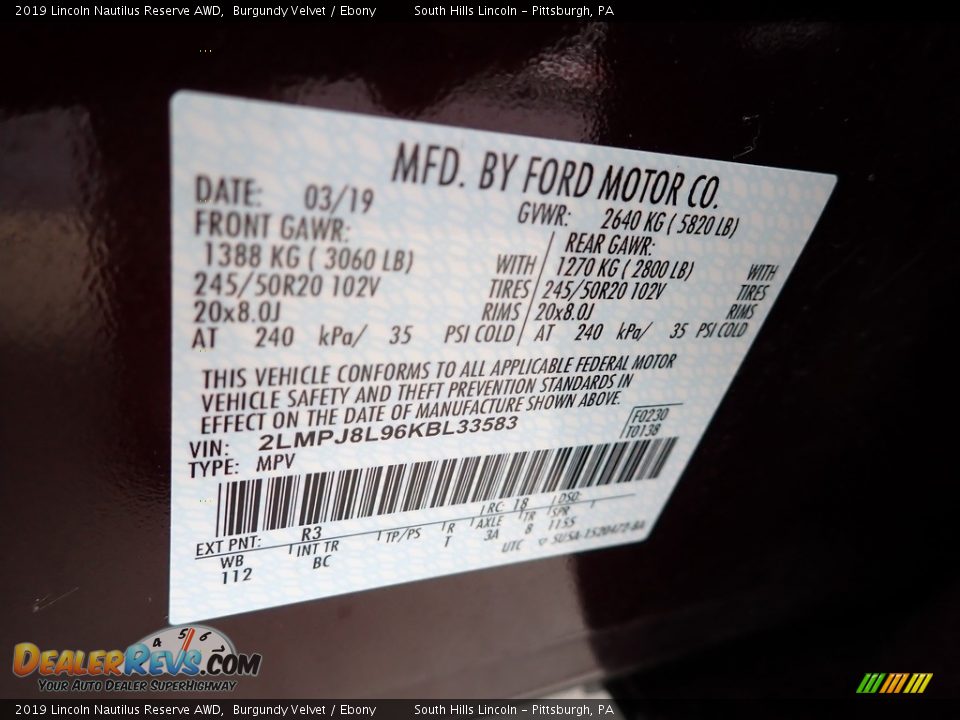 2019 Lincoln Nautilus Reserve AWD, Burgundy Velvet / Ebony South Hills Lincoln - Pittsburgh, PA
MFD. BY FORD MOTOR CO.
DATE: 03/19 GVWR: 2640 KG ( 5820 LB)
FRONT GAWR: REAR GAWR:
1388 KG ( 3060 LB) WITH 1270 KG ( 2800 LB) WITH
245/50R20 102V TIRES 245/50R20 102V TIRES
20x8.0J RIMS 20x8.0J RIMS
AT 240 kPa/ 35 PSI COLD AT 240 kPa/ 35 PSI COLD
THIS VEHICLE CONFORMS TO ALL APPLICABLE FEDERAL MOTOR
VEHICLE SAFETY AND THEFT PREVENTION STANDARDS IN
EFFECT ON THE DATE OF MANUFACTURE SHOWN ABOVE.
VIN: 2LMPJ8L96KBL33583 F0230
TYPE: MPV T0138
EXT PNT: R3 RC: 18 DSO:
WB INT TR TP/PS R AXLE TR SPR
112 BC T 3A 8 1155
UTC 5U5A-1520472-BA
DEALERREVS.COM
YOUR AUTO DEALER SUPERHIGHWAY
2019 Lincoln Nautilus Reserve AWD, Burgundy Velvet / Ebony South Hills Lincoln - Pittsburgh, PA